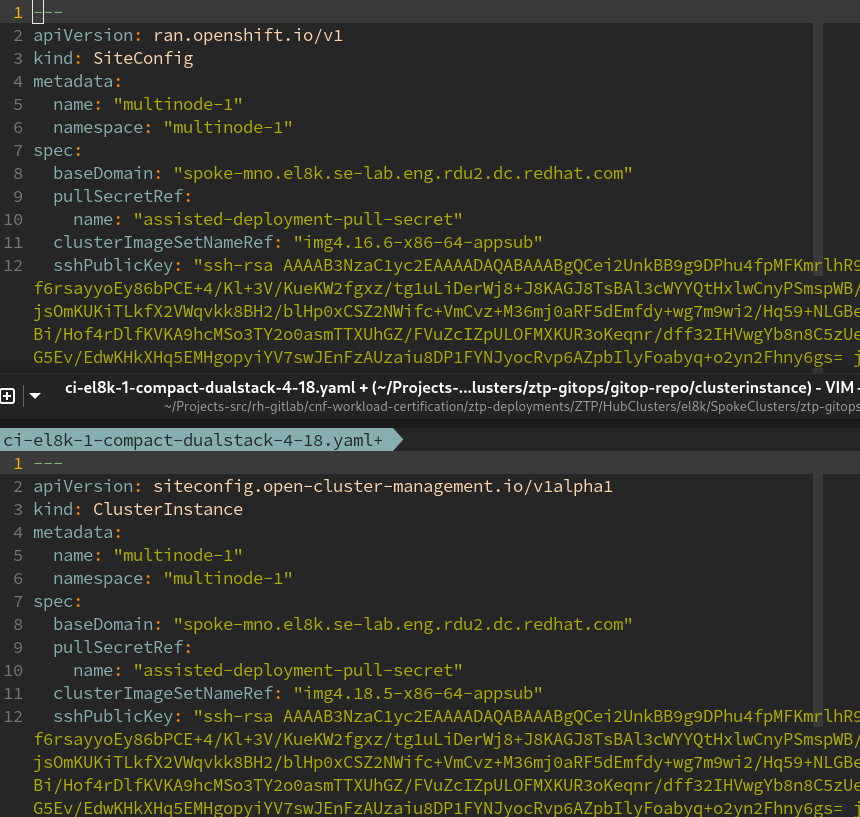 1 ---
2 apiVersion: ran.openshift.io/v1
3 kind: SiteConfig
4 metadata:
5   name: "multinode-1"
6   namespace: "multinode-1"
7 spec:
8   baseDomain: "spoke-mno.el8k.se-lab.eng.rdu2.dc.redhat.com"
9   pullSecretRef:
10     name: "assisted-deployment-pull-secret"
11   clusterImageSetNameRef: "img4.16.6-x86-64-appsub"
12   sshPublicKey: "ssh-rsa AAAAB3NzaC1yc2EAAAADAQABAAABgQCei2UnkBB9g9DPhu4fpMFKmrlhR9
f6rsayyoEy86bPCE+4/Kl+3V/KueKW2fgxz/tg1uLiDerWj8+J8KAGJ8TsBAl3cWYYQtHxlwCnyPSmspWB/
jsOmKUKiTLkfX2VWqvkk8BH2/blHp0xCSZ2NWifc+VmCvz+M36mj0aRF5dEmfdy+wg7m9wi2/Hq59+NLGBe
Bi/Hof4rDlfKVKA9hcMSo3TY2o0asmTTXUhGZ/FVuZcIZpULOFMXKUR3oKeqnr/dff32IHVwgYb8n8C5zUe
G5Ev/EdwKHkXHq5EMHgopyiYV7swJEnFzAUzaiu8DP1FYNJyocRvp6AZpbIlyFoabyq+o2yn2Fhny6gs= j
ci-el8k-1-compact-dualstack-4-18.yaml + (~/Projects-...lusters/ztp-gitops/gitop-repo/clusterinstance) - VIM -
~/Projects-src/rh-gitlab/cnf-workload-certification/ztp-deployments/ZTP/HubClusters/el8k/SpokeClusters/ztp-gitops
ci-el8k-1-compact-dualstack-4-18.yaml+
1 ---
2 apiVersion: siteconfig.open-cluster-management.io/v1alpha1
3 kind: ClusterInstance
4 metadata:
5   name: "multinode-1"
6   namespace: "multinode-1"
7 spec:
8   baseDomain: "spoke-mno.el8k.se-lab.eng.rdu2.dc.redhat.com"
9   pullSecretRef:
10     name: "assisted-deployment-pull-secret"
11   clusterImageSetNameRef: "img4.18.5-x86-64-appsub"
12   sshPublicKey: "ssh-rsa AAAAB3NzaC1yc2EAAAADAQABAAABgQCei2UnkBB9g9DPhu4fpMFKmrlhR9
f6rsayyoEy86bPCE+4/Kl+3V/KueKW2fgxz/tg1uLiDerWj8+J8KAGJ8TsBAl3cWYYQtHxlwCnyPSmspWB/
jsOmKUKiTLkfX2VWqvkk8BH2/blHp0xCSZ2NWifc+VmCvz+M36mj0aRF5dEmfdy+wg7m9wi2/Hq59+NLGBe
Bi/Hof4rDlfKVKA9hcMSo3TY2o0asmTTXUhGZ/FVuZcIZpULOFMXKUR3oKeqnr/dff32IHVwgYb8n8C5zUe
G5Ev/EdwKHkXHq5EMHgopyiYV7swJEnFzAUzaiu8DP1FYNJyocRvp6AZpbIlyFoabyq+o2yn2Fhny6gs= j